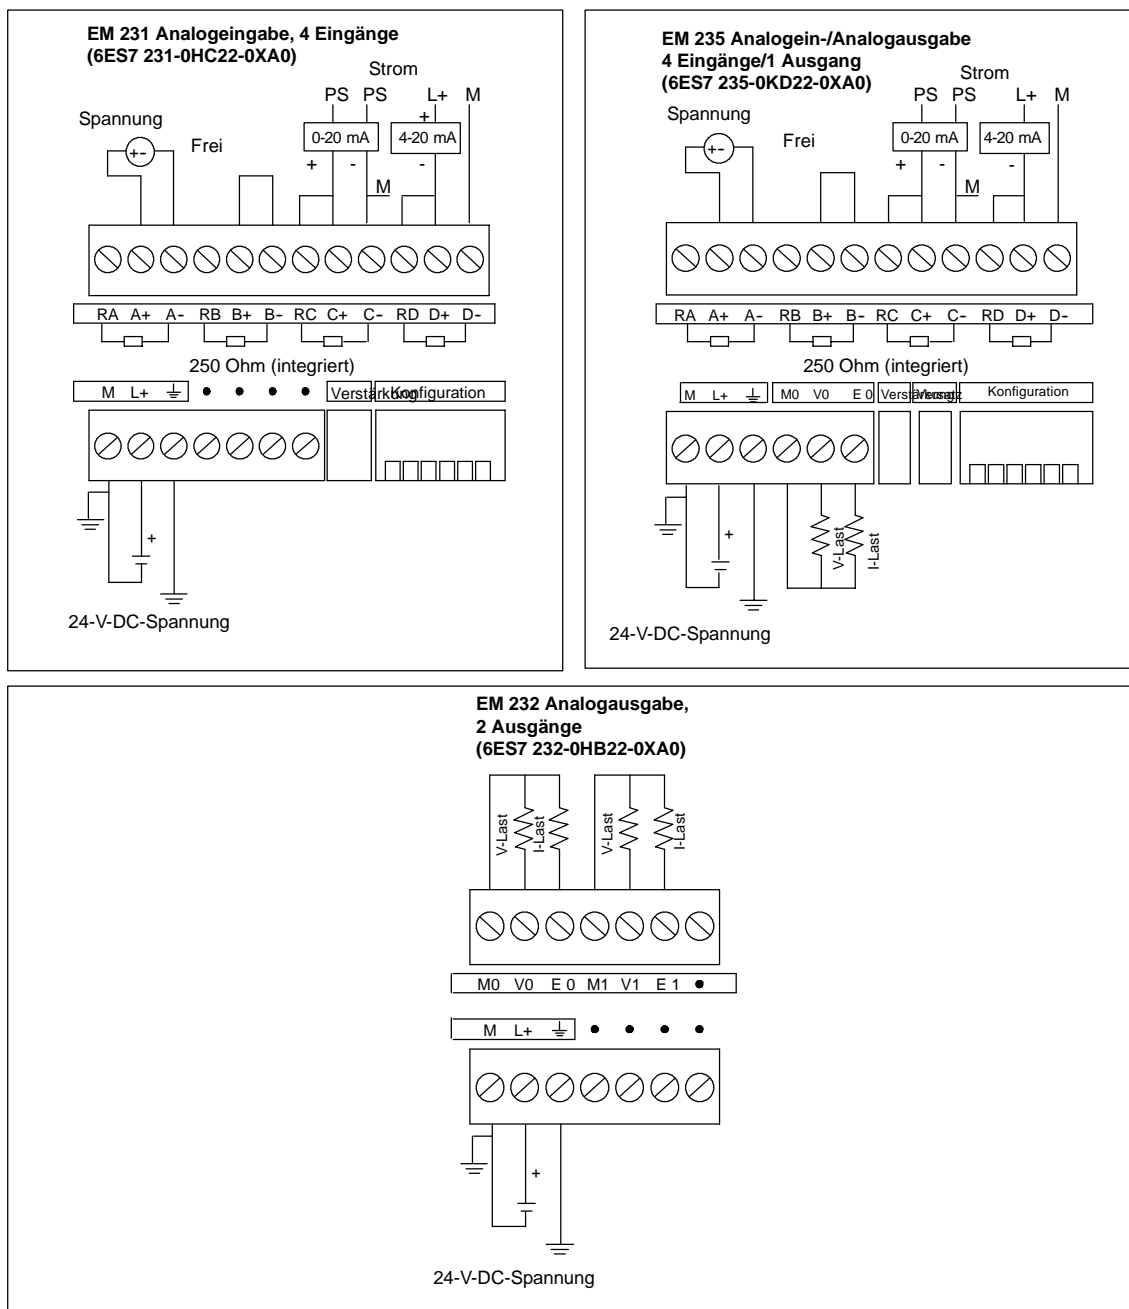 EM 231 Analogeingabe, 4 Eingänge
(6ES7 231-0HC22-0XA0)
Strom
PS PS L+ M
+
Spannung
0-20 mA 4-20 mA
+- Frei
+ - -
M
RA A+ A- RB B+ B- RC C+ C- RD D+ D-
250 Ohm (integriert)
M L+ ⏚ • • • • Verstärkung Konfiguration
+
24-V-DC-Spannung
EM 235 Analogein-/Analogausgabe
4 Eingänge/1 Ausgang
(6ES7 235-0KD22-0XA0)
Strom
PS PS L+ M
Spannung
0-20 mA 4-20 mA
+- Frei
+ - -
M
RA A+ A- RB B+ B- RC C+ C- RD D+ D-
250 Ohm (integriert)
M L+ ⏚ M0 V0 E 0 Verstärkung Versatz Konfiguration
+
V-Last I-Last
24-V-DC-Spannung
EM 232 Analogausgabe,
2 Ausgänge
(6ES7 232-0HB22-0XA0)
V-Last I-Last V-Last I-Last
M0 V0 E 0 M1 V1 E 1 •
M L+ ⏚ • • • •
+
24-V-DC-Spannung